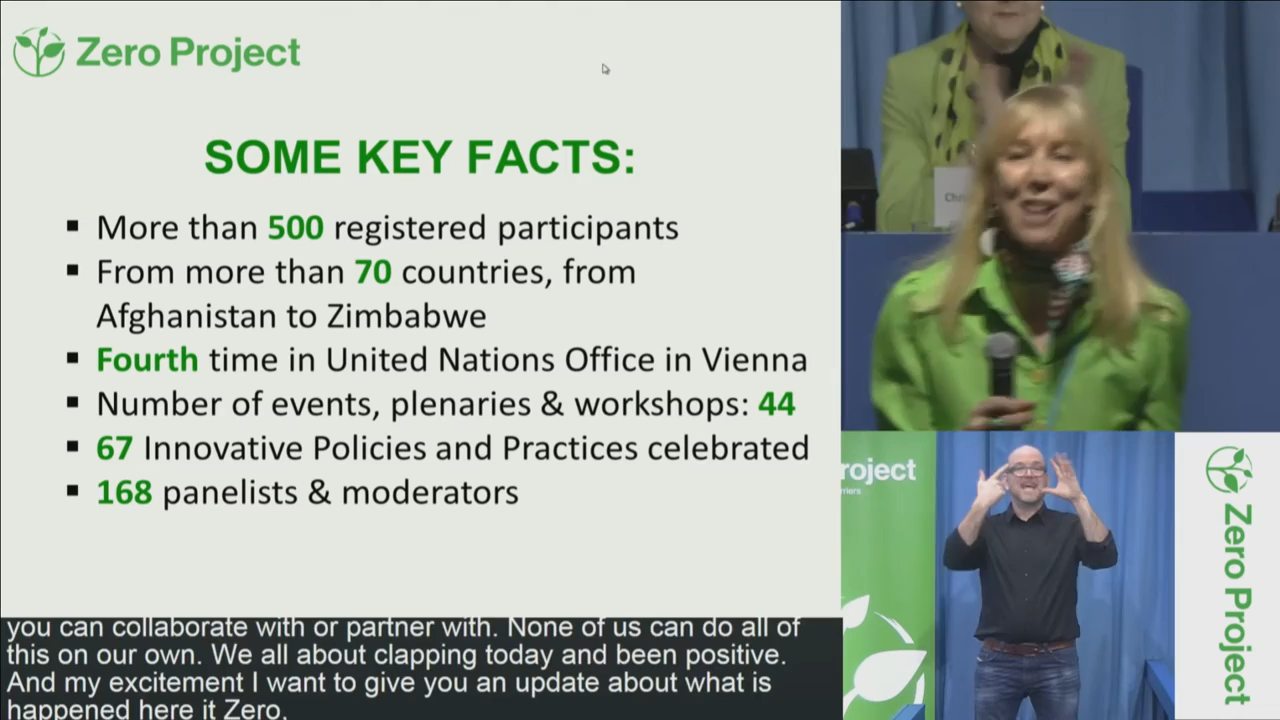 Zero Project
SOME KEY FACTS:
▪ More than 500 registered participants
▪ From more than 70 countries, from
Afghanistan to Zimbabwe
▪ Fourth time in United Nations Office in Vienna
▪ Number of events, plenaries & workshops: 44
▪ 67 Innovative Policies and Practices celebrated
▪ 168 panelists & moderators
you can collaborate with or partner with. None of us can do all of
this on our own. We all about clapping today and been positive.
And my excitement I want to give you an update about what is
happened here it Zero.
roject
rriers
Zero Project